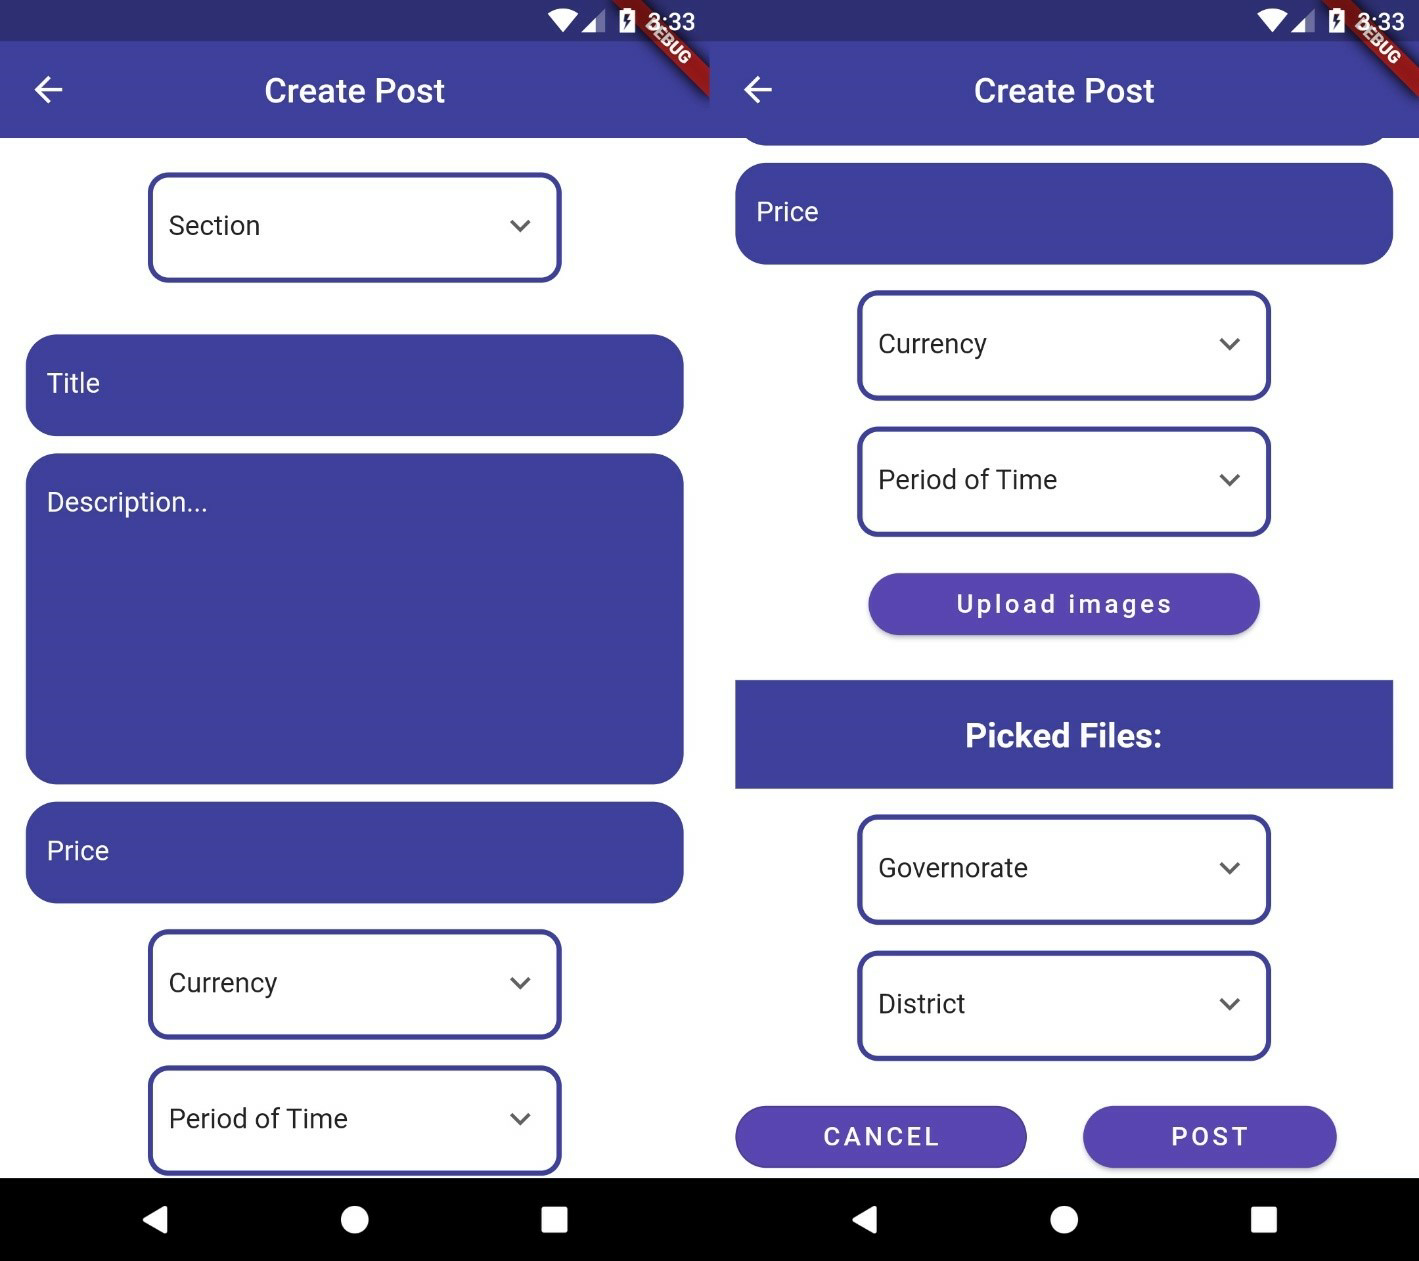 3:33
DEBUG
Create Post
Section
Title
Description...
Price
Currency
Period of Time
3:33
DEBUG
Create Post
Price
Currency
Period of Time
Upload images
Picked Files:
Governorate
District
CANCEL POST